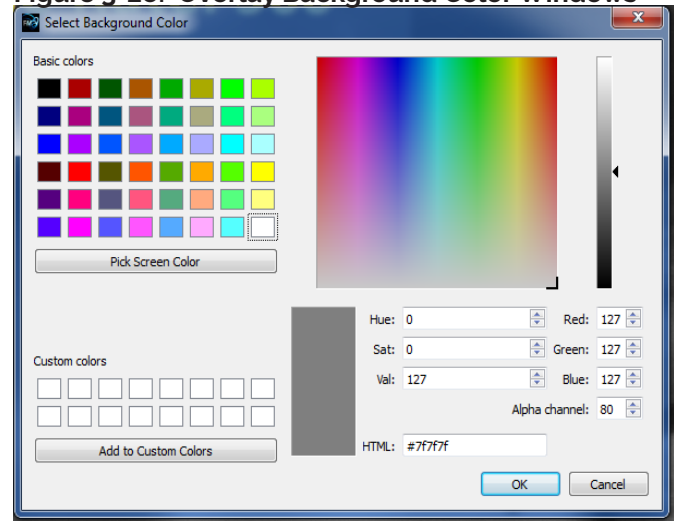 Select Background Color
Basic colors
Pick Screen Color
Hue: 0
Red: 127
Sat: 0
Green: 127
Val: 127
Blue: 127
Custom colors
Alpha channel: 80
Add to Custom Colors
HTML: #7f7f7f
OK
Cancel